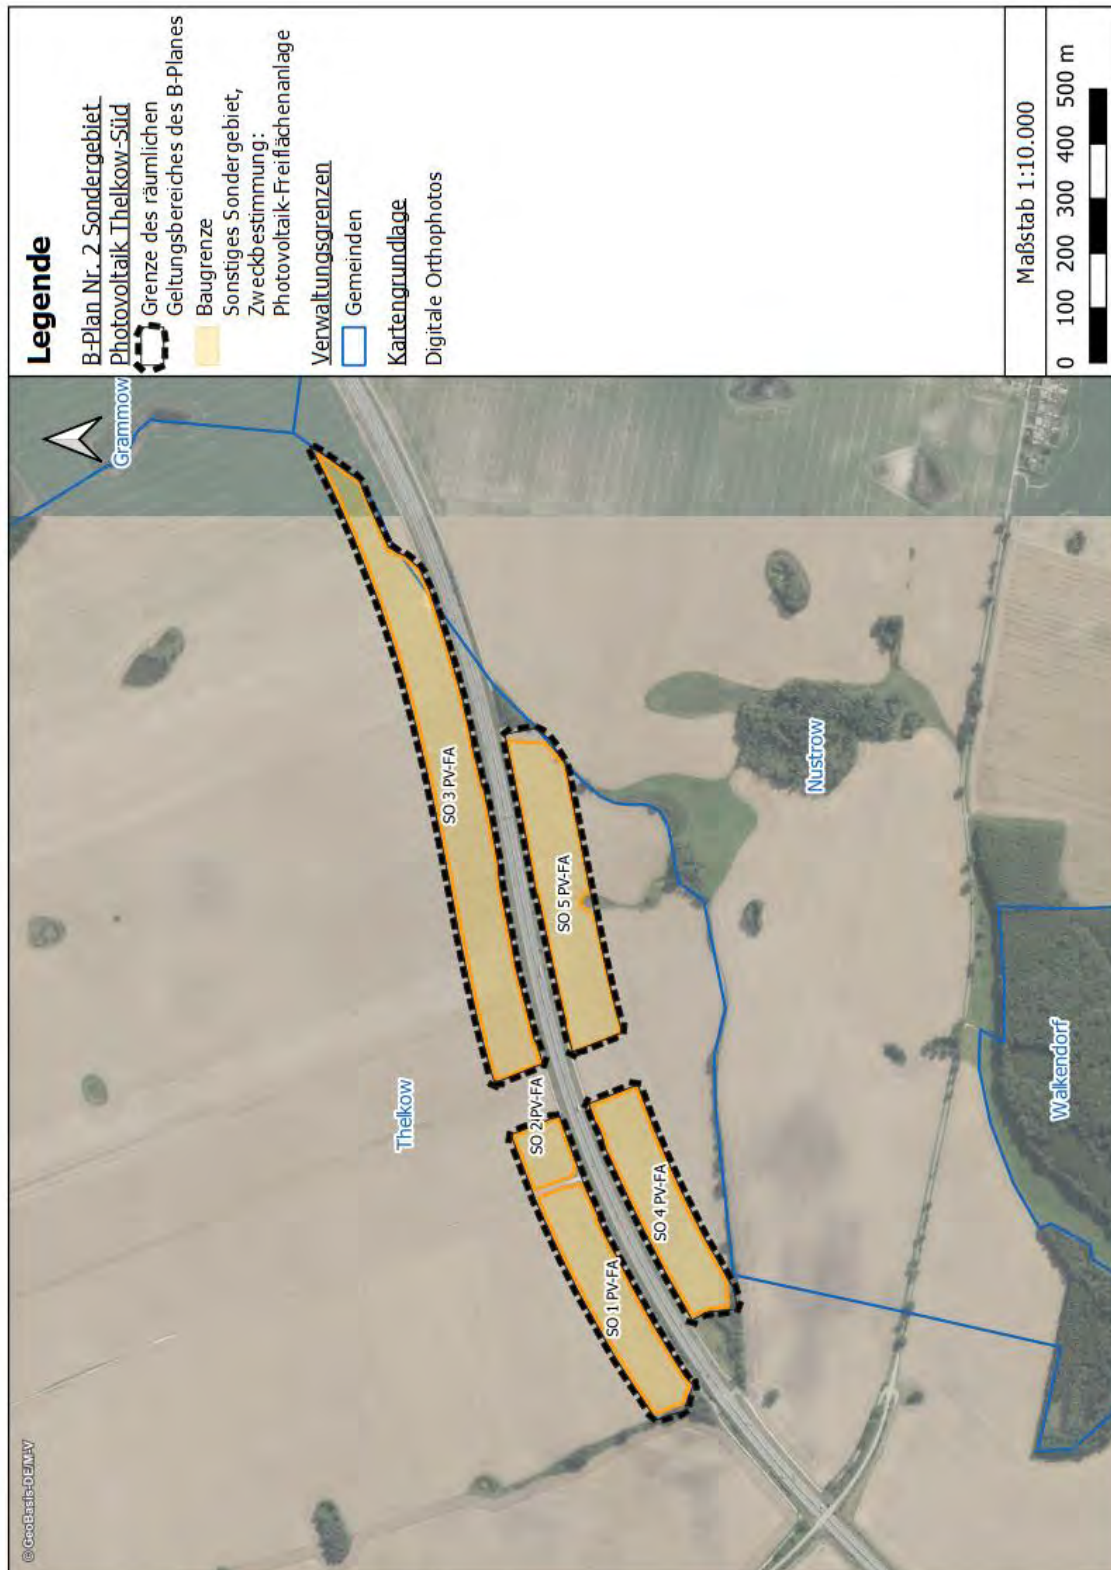 Legende
B-Plan Nr. 2 Sondergebiet
Photovoltaik Thelkow-Süd
Grenze des räumlichen
Geltungsbereiches des B-Planes
Baugrenze
Sonstiges Sondergebiet,
Zweckbestimmung:
Photovoltaik-Freiflächenanlage
Verwaltungsgrenzen
Gemeinden
Kartengrundlage
Digitale Orthophotos
Maßstab 1:10.000
0 100 200 300 400 500 m
© GeoBasis-DE/M-V
Grammow
Thelkow
SO 3 PV-FA
SO 2 PV-FA
SO 5 PV-FA
SO 1 PV-FA
SO 4 PV-FA
Nustrow
Walkendorf